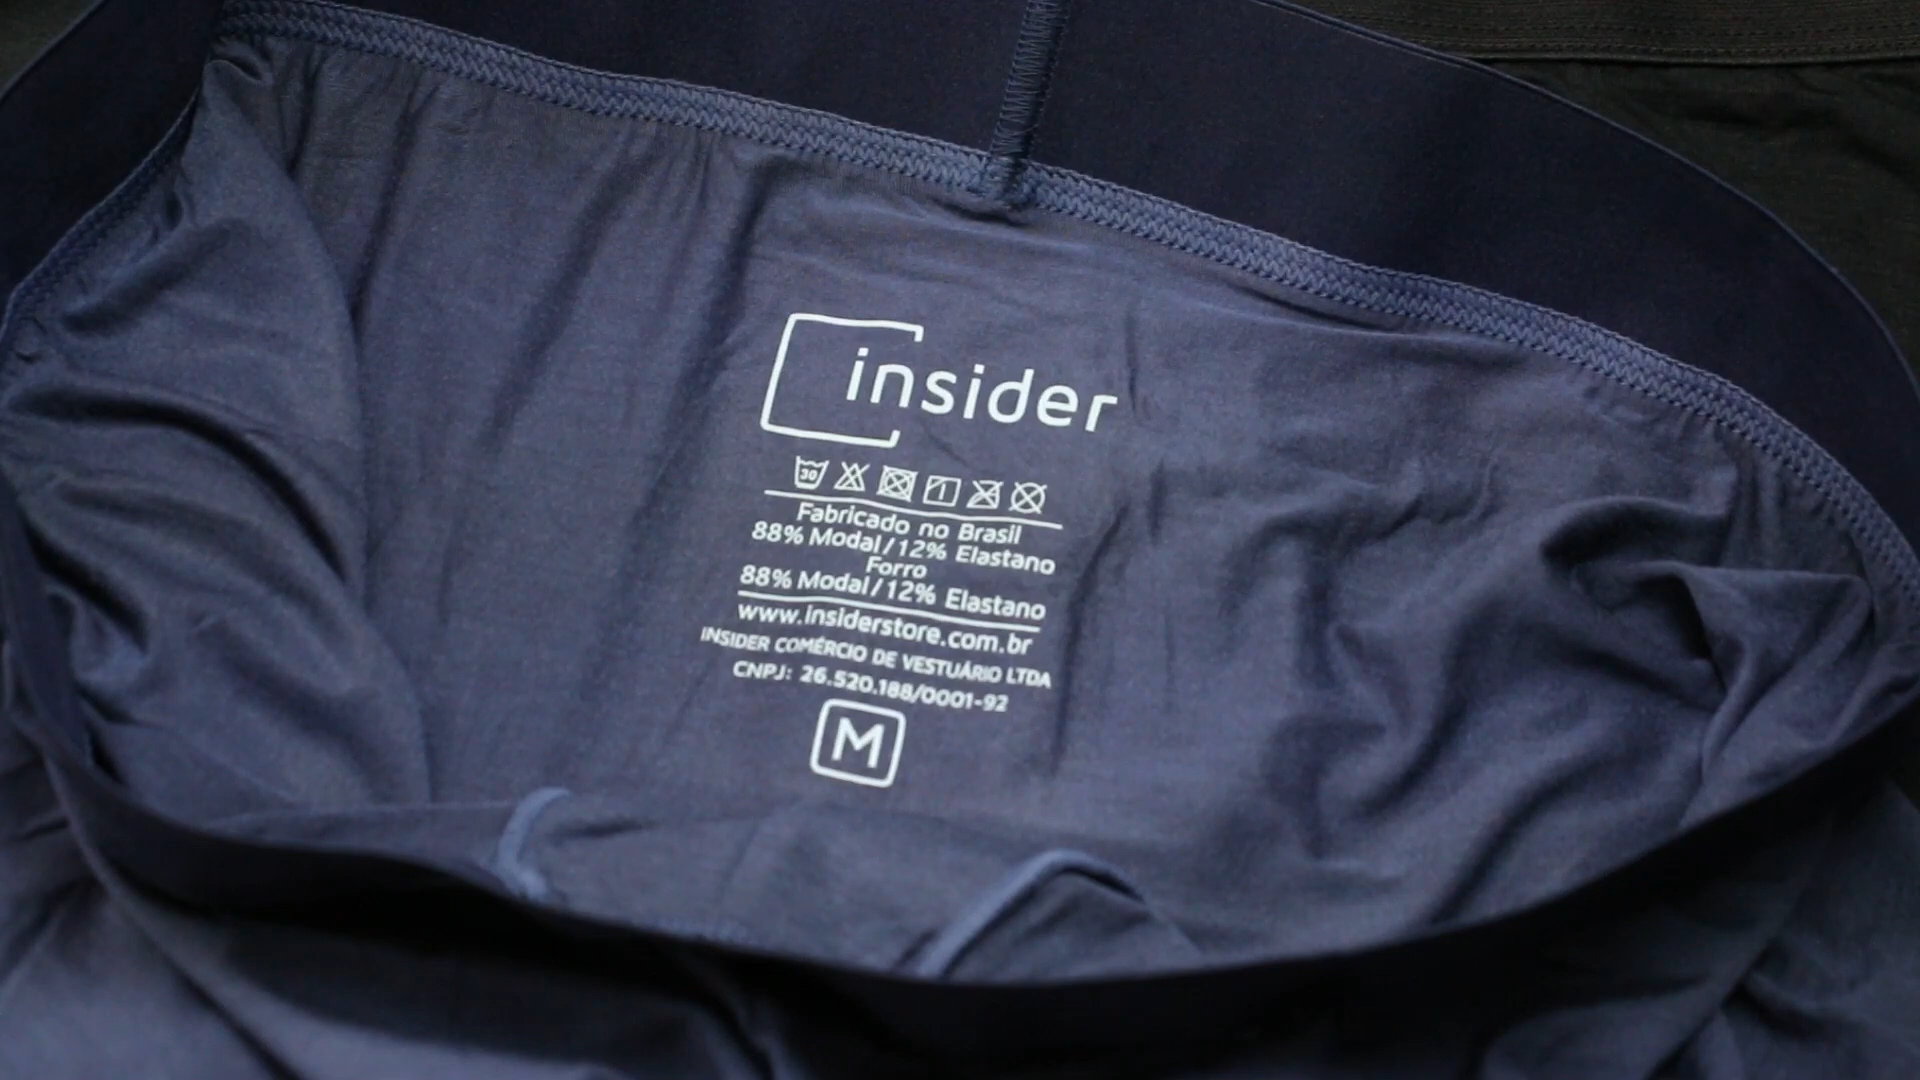 insider
30
Fabricado no Brasil
88% Modal/12% Elastano
Forro
88% Modal/12% Elastano
www.insiderstore.com.br
INSIDER COMÉRCIO DE VESTUÁRIO LTDA
CNPJ: 26.520.188/0001-92
M